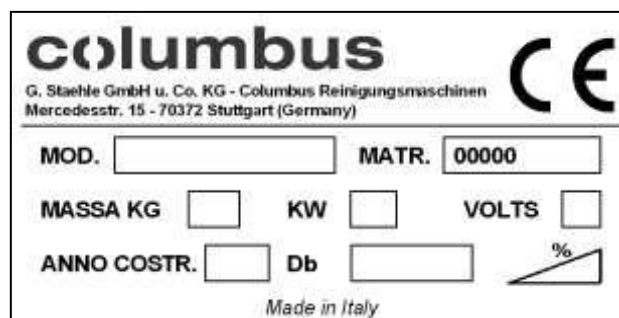 columbus
CE
G. Staehle GmbH u. Co. KG - Columbus Reinigungsmaschinen
Mercedesstr. 15 - 70372 Stuttgart (Germany)
MOD. MATR. 00000
MASSA KG KW VOLTS
ANNO COSTR. Db %
Made in Italy